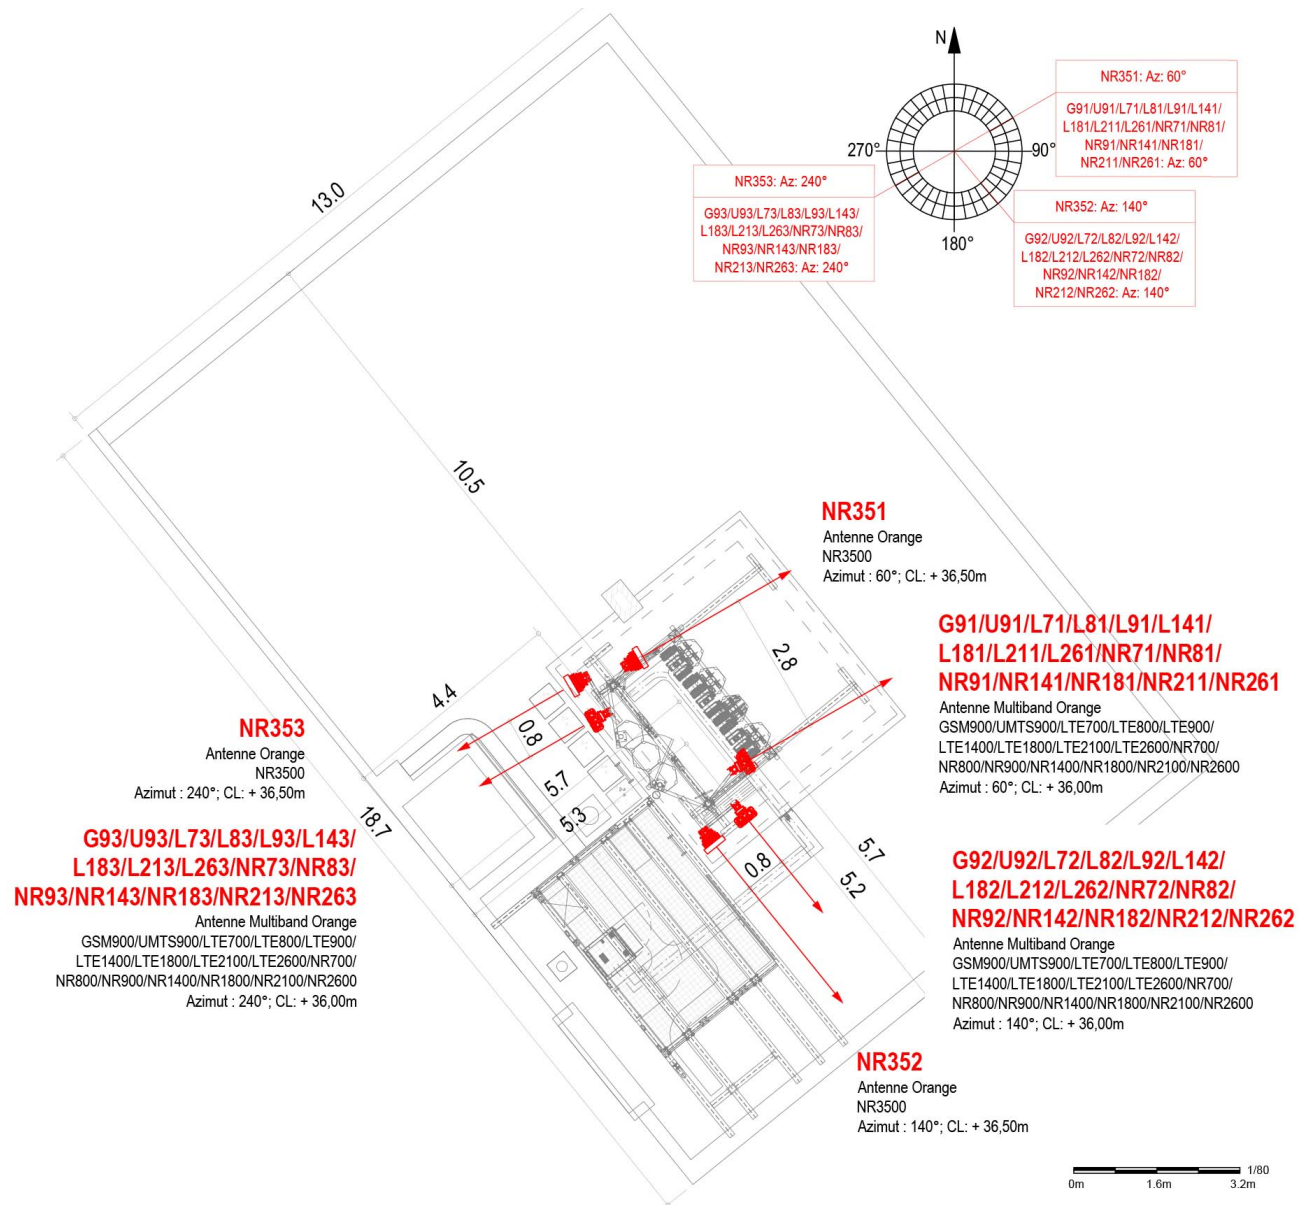 N
270°
90°
180°
NR351: Az: 60°
G91/U91/L71/L81/L91/L141/
L181/L211/L261/NR71/NR81/
NR91/NR141/NR181/
NR211/NR261: Az: 60°
NR353: Az: 240°
G93/U93/L73/L83/L93/L143/
L183/L213/L263/NR73/NR83/
NR93/NR143/NR183/
NR213/NR263: Az: 240°
NR352: Az: 140°
G92/U92/L72/L82/L92/L142/
L182/L212/L262/NR72/NR82/
NR92/NR142/NR182/
NR212/NR262: Az: 140°
13.0
10.5
NR351
Antenne Orange
NR3500
Azimut : 60°; CL: + 36,50m
G91/U91/L71/L81/L91/L141/
L181/L211/L261/NR71/NR81/
NR91/NR141/NR181/NR211/NR261
Antenne Multiband Orange
GSM900/UMTS900/LTE700/LTE800/LTE900/
LTE1400/LTE1800/LTE2100/LTE2600/NR700/
NR800/NR900/NR1400/NR1800/NR2100/NR2600
Azimut : 60°; CL: + 36,00m
2.8
4.4
0.8
5.7
5.3
18.7
NR353
Antenne Orange
NR3500
Azimut : 240°; CL: + 36,50m
G93/U93/L73/L83/L93/L143/
L183/L213/L263/NR73/NR83/
NR93/NR143/NR183/NR213/NR263
Antenne Multiband Orange
GSM900/UMTS900/LTE700/LTE800/LTE900/
LTE1400/LTE1800/LTE2100/LTE2600/NR700/
NR800/NR900/NR1400/NR1800/NR2100/NR2600
Azimut : 240°; CL: + 36,00m
0.8
5.7
5.2
G92/U92/L72/L82/L92/L142/
L182/L212/L262/NR72/NR82/
NR92/NR142/NR182/NR212/NR262
Antenne Multiband Orange
GSM900/UMTS900/LTE700/LTE800/LTE900/
LTE1400/LTE1800/LTE2100/LTE2600/NR700/
NR800/NR900/NR1400/NR1800/NR2100/NR2600
Azimut : 140°; CL: + 36,00m
NR352
Antenne Orange
NR3500
Azimut : 140°; CL: + 36,50m
1/80
0m 1.6m 3.2m